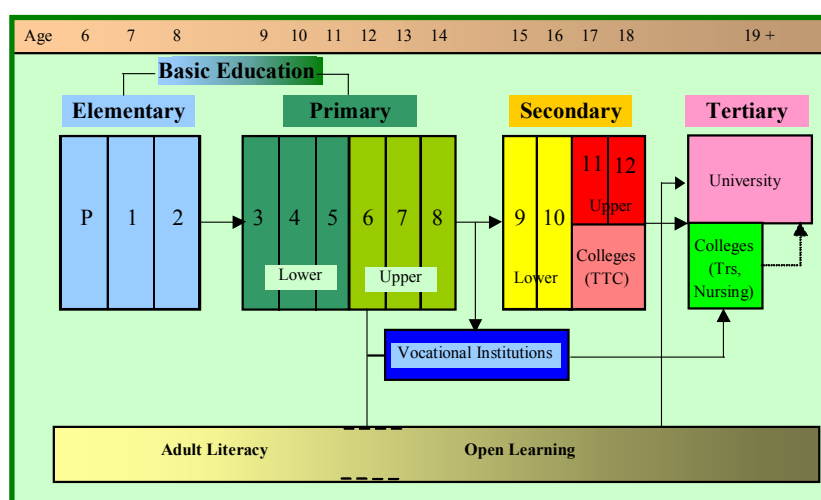 Age 6 7 8 9 10 11 12 13 14 15 16 17 18 19 +
Basic Education
Elementary Primary Secondary Tertiary
P 1 2 3 4 5 6 7 8 9 10 11 12
Upper
University
Lower Upper Lower
Colleges
(TTC)
Colleges
(Trs,
Nursing)
Vocational Institutions
Adult Literacy Open Learning